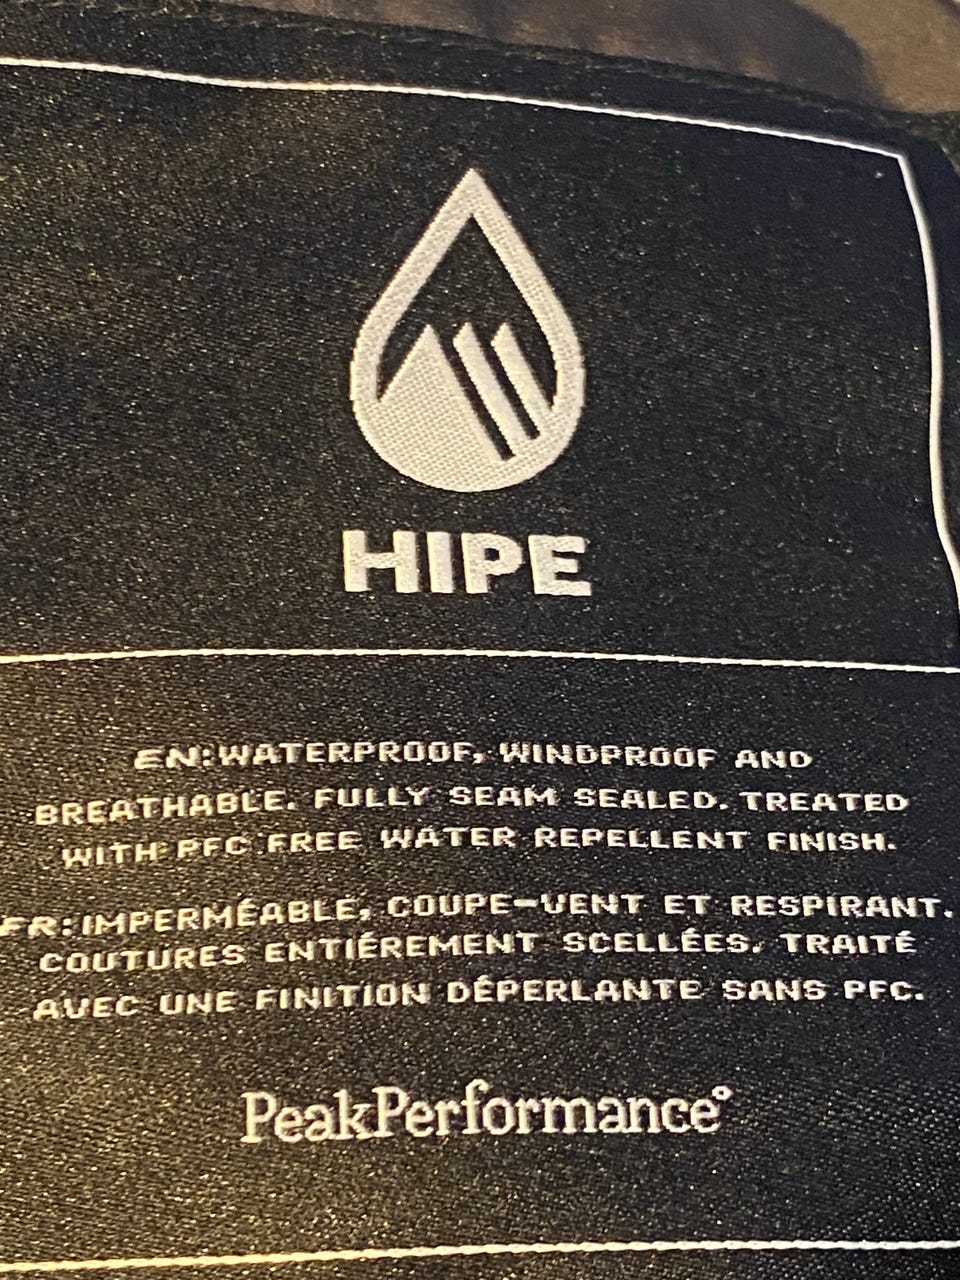 HIPE
EN:WATERPROOF, WINDPROOF AND
BREATHABLE. FULLY SEAM SEALED. TREATED
WITH PFC FREE WATER REPELLENT FINISH.
FR:IMPERMÉABLE, COUPE-VENT ET RESPIRANT.
COUTURES ENTIÉREMENT SCELLÉES. TRAITÉ
AVEC UNE FINITION DÉPERLANTE SANS PFC.
PeakPerformance°